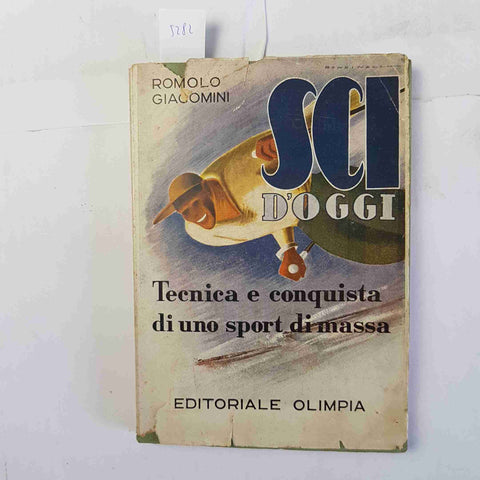 5282
ROMOLO
GIACOMINI
SCI
D'OGGI
Tecnica e conquista
di uno sport di massa
EDITORIALE OLIMPIA